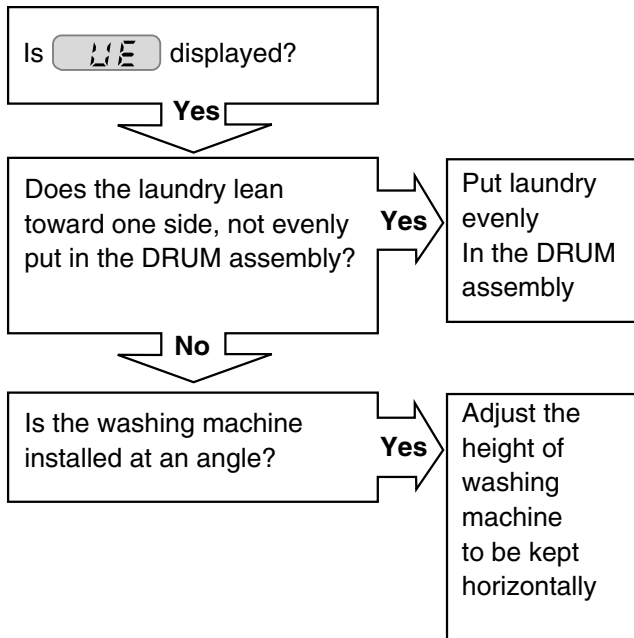 Is UE displayed?
Yes
Does the laundry lean
toward one side, not evenly
put in the DRUM assembly?
Yes
Put laundry
evenly
In the DRUM
assembly
No
Is the washing machine
installed at an angle?
Yes
Adjust the
height of
washing
machine
to be kept
horizontally